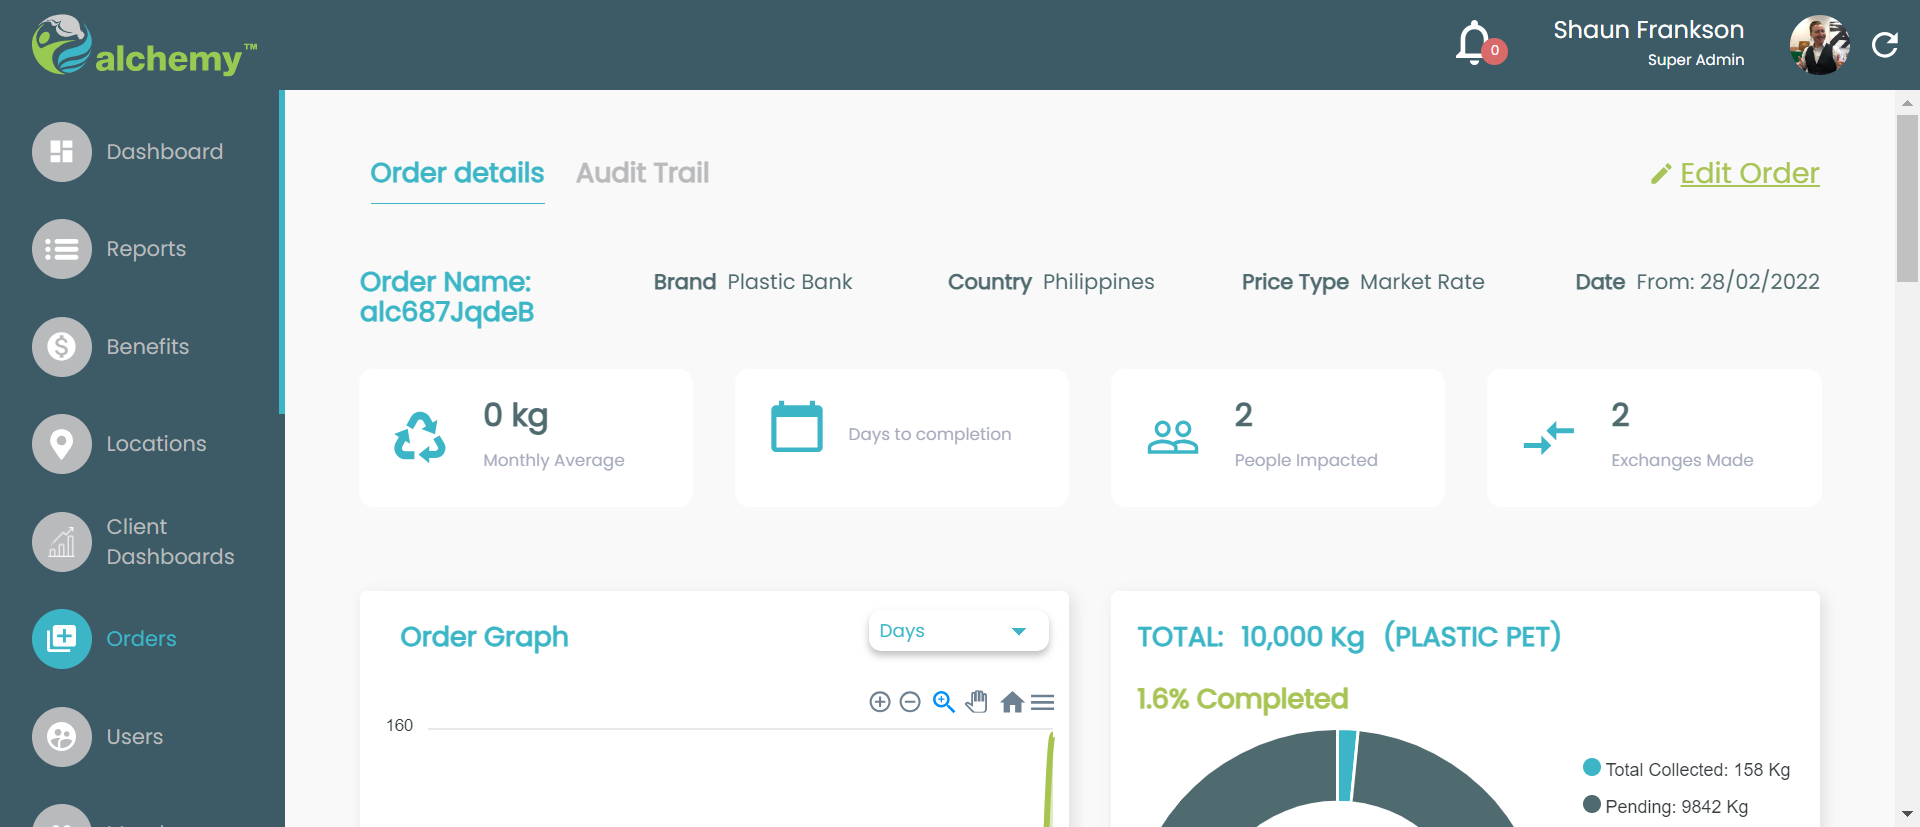 alchemy™
0
Shaun Frankson
Super Admin
Dashboard
Reports
Benefits
Locations
Client
Dashboards
Orders
Users
Order details
Audit Trail
Edit Order
Order Name:
alc687JqdeB
Brand Plastic Bank
Country Philippines
Price Type Market Rate
Date From: 28/02/2022
0 kg
Monthly Average
Days to completion
2
People Impacted
2
Exchanges Made
Order Graph
Days
160
TOTAL: 10,000 Kg (PLASTIC PET)
1.6% Completed
Total Collected: 158 Kg
Pending: 9842 Kg